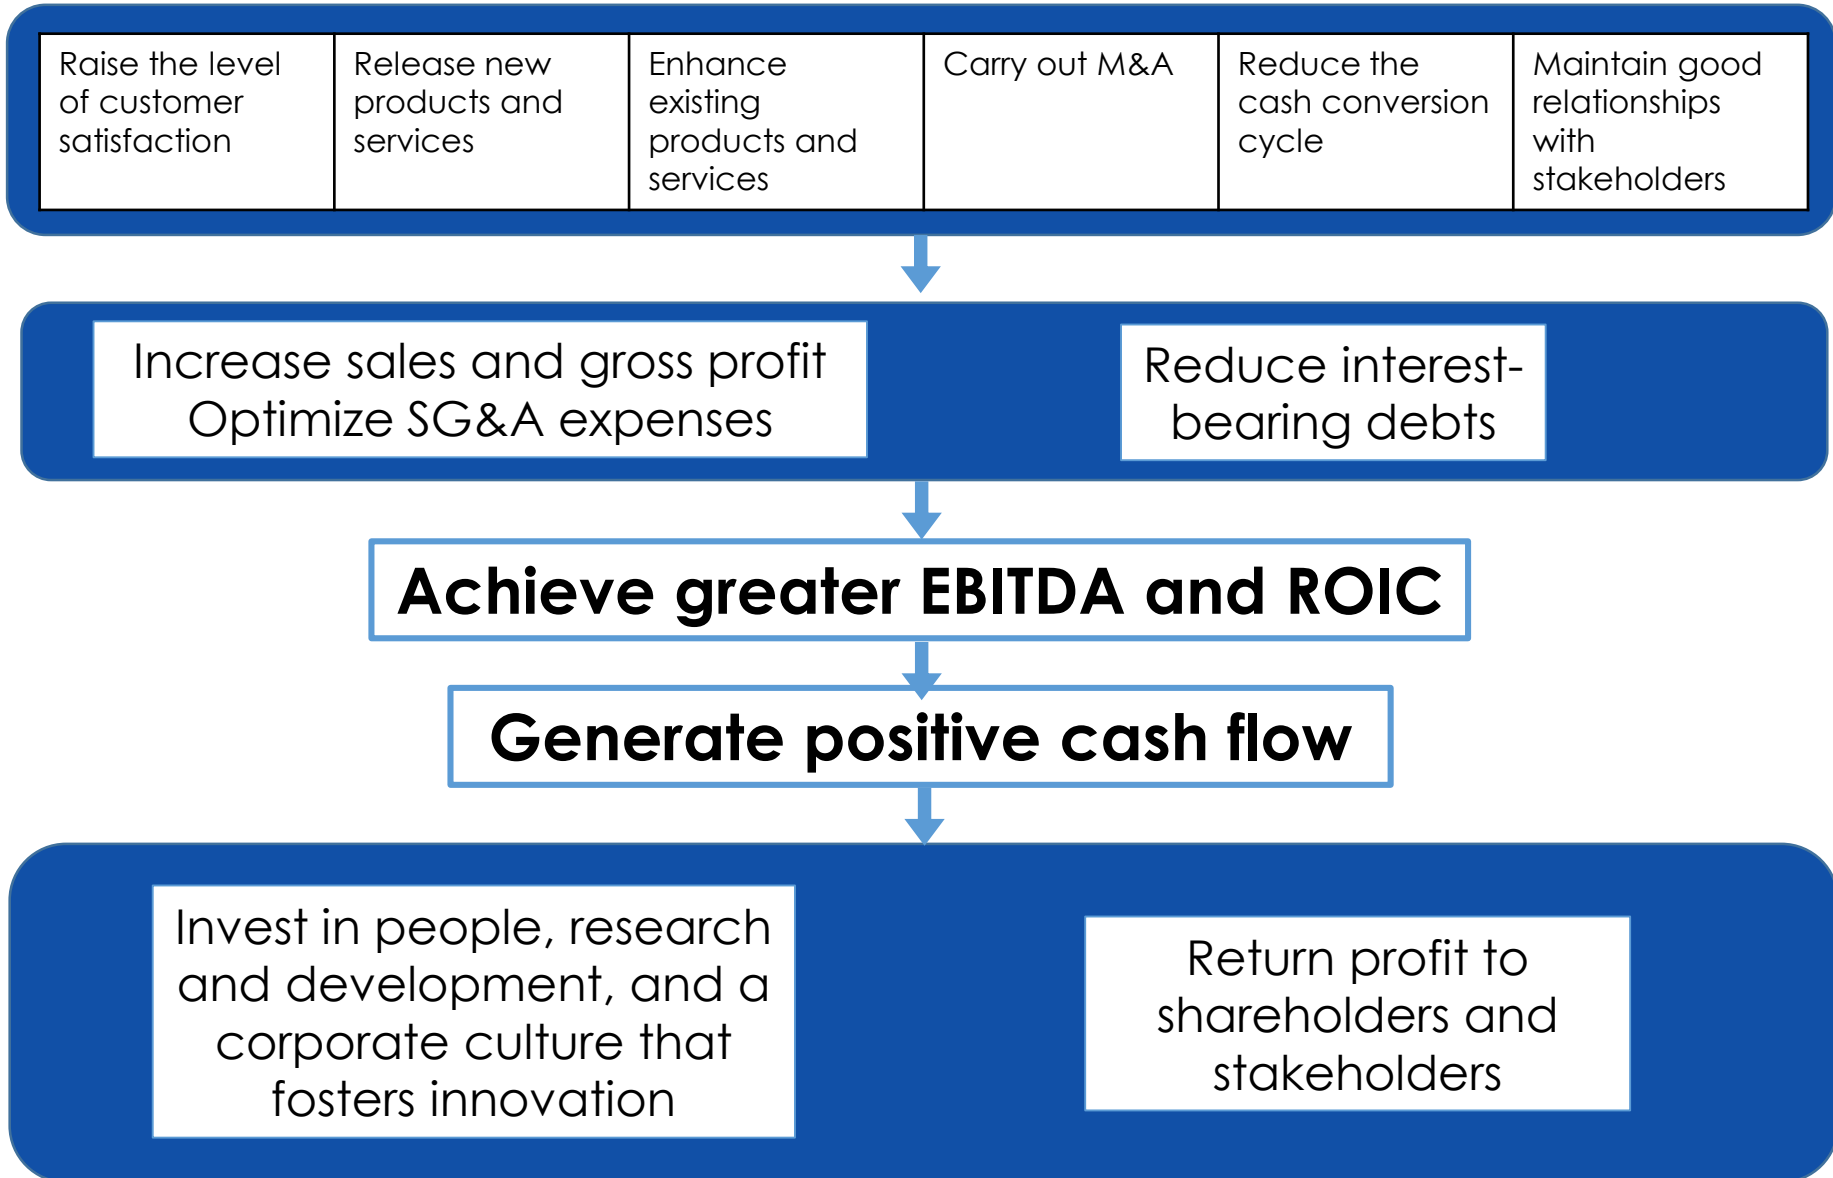 Raise the level
of customer
satisfaction
Release new
products and
services
Enhance
existing
products and
services
Carry out M&A
Reduce the
cash conversion
cycle
Maintain good
relationships
with
stakeholders
Increase sales and gross profit
Optimize SG&A expenses
Reduce interest-
bearing debts
Achieve greater EBITDA and ROIC
Generate positive cash flow
Invest in people, research
and development, and a
corporate culture that
fosters innovation
Return profit to
shareholders and
stakeholders